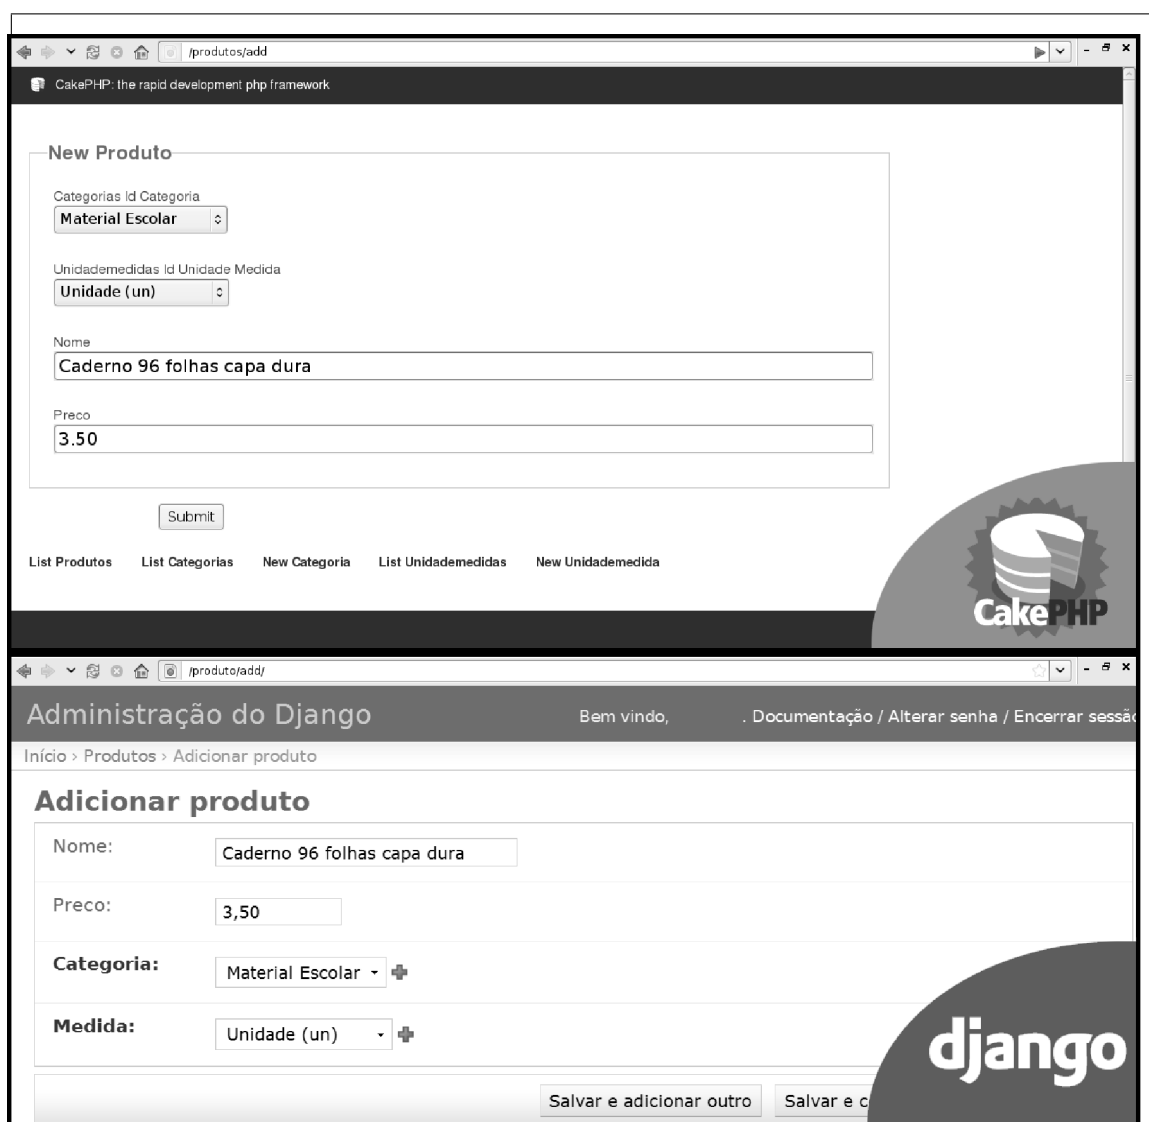 /produtos/add
CakePHP: the rapid development php framework
New Produto
Categorias Id Categoria
Material Escolar
Unidademedidas Id Unidade Medida
Unidade (un)
Nome
Caderno 96 folhas capa dura
Preco
3.50
Submit
List Produtos List Categorias New Categoria List Unidademedidas New Unidademedida
CakePHP
/produto/add/
Administração do Django Bem vindo, . Documentação / Alterar senha / Encerrar sessão
Início › Produtos › Adicionar produto
Adicionar produto
Nome: Caderno 96 folhas capa dura
Preco: 3,50
Categoria: Material Escolar
Medida: Unidade (un)
django
Salvar e adicionar outro Salvar e c